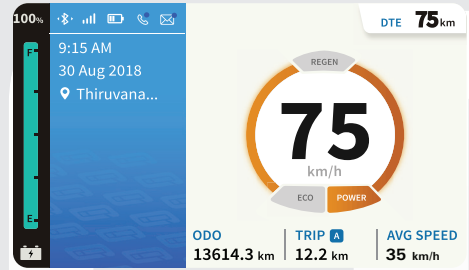 100%
F
E
9:15 AM
30 Aug 2018
Thiruvana...
DTE 75km
REGEN
75
km/h
ECO POWER
ODO
13614.3 km
TRIP A
12.2 km
AVG SPEED
35 km/h